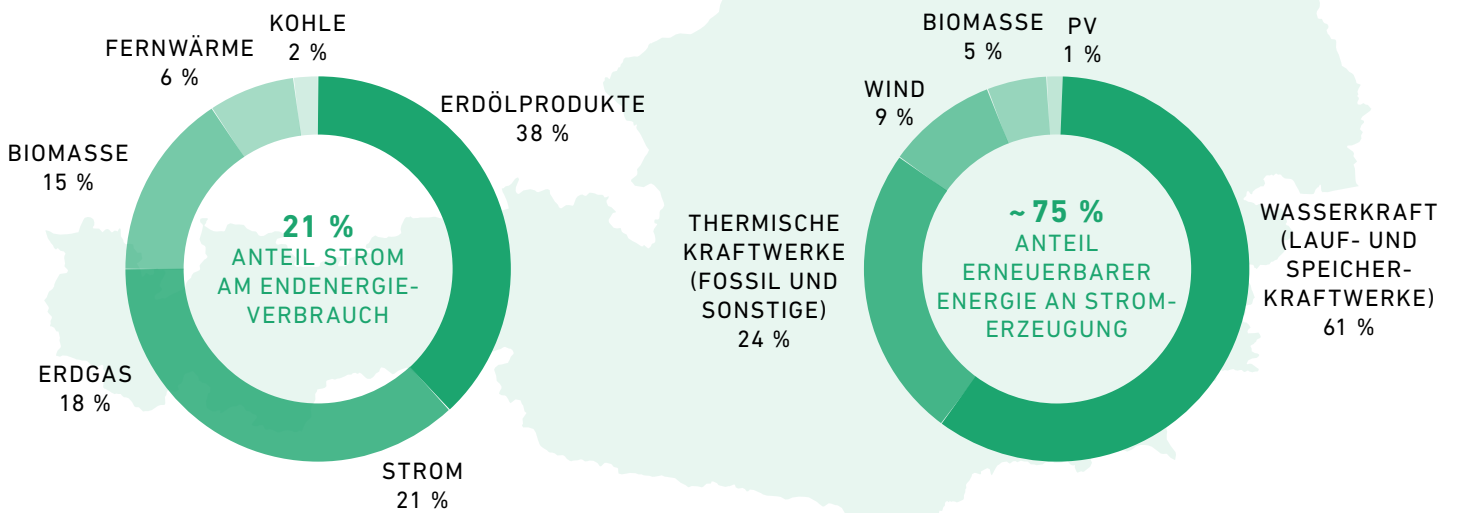 KOHLE
2 %
FERNWÄRME
6 %
ERDÖLPRODUKTE
38 %
BIOMASSE
15 %
21 %
ANTEIL STROM
AM ENDENERGIE-
VERBRAUCH
ERDGAS
18 %
STROM
21 %
BIOMASSE
5 %
PV
1 %
WIND
9 %
THERMISCHE
KRAFTWERKE
(FOSSIL UND
SONSTIGE)
24 %
~ 75 %
ANTEIL
ERNEUERBARER
ENERGIE AN STROM-
ERZEUGUNG
WASSERKRAFT
(LAUF- UND
SPEICHER-
KRAFTWERKE)
61 %